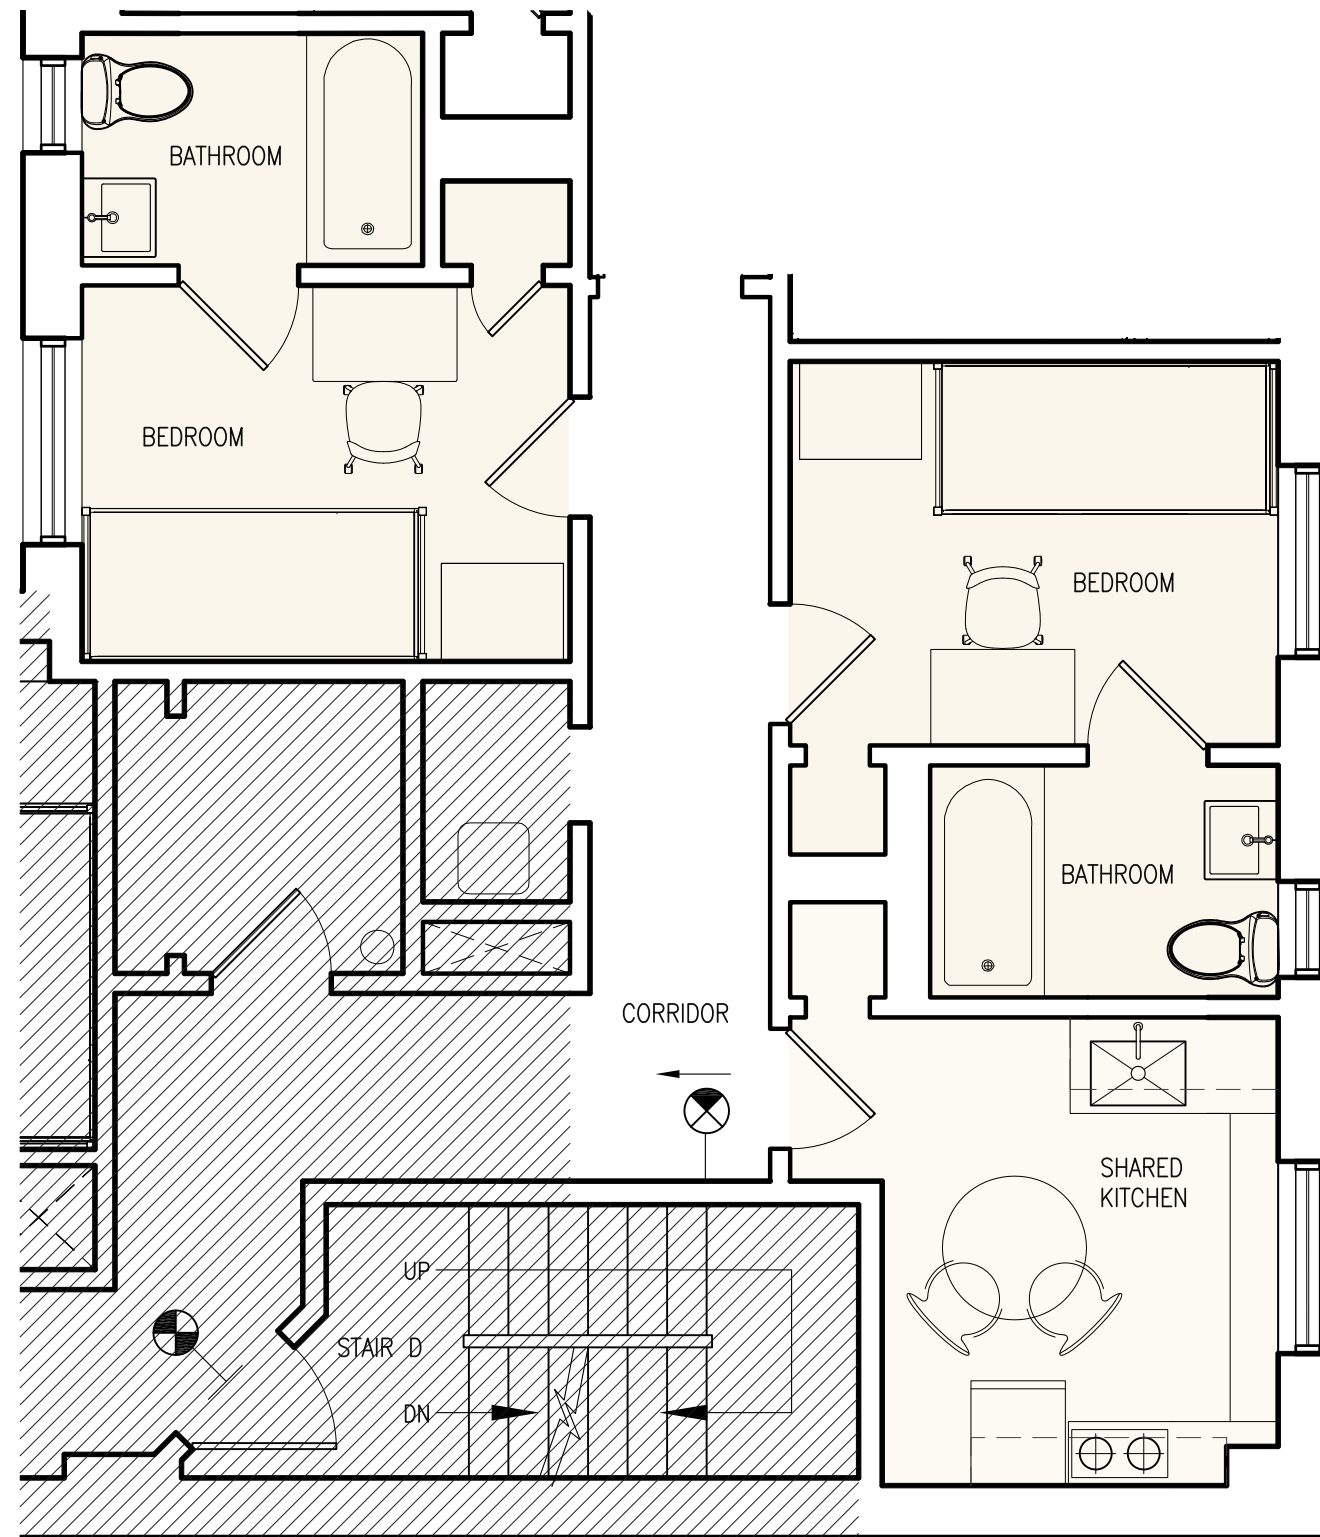 BATHROOM
BEDROOM
BEDROOM
BATHROOM
CORRIDOR
SHARED
KITCHEN
UP
STAIR D
DN